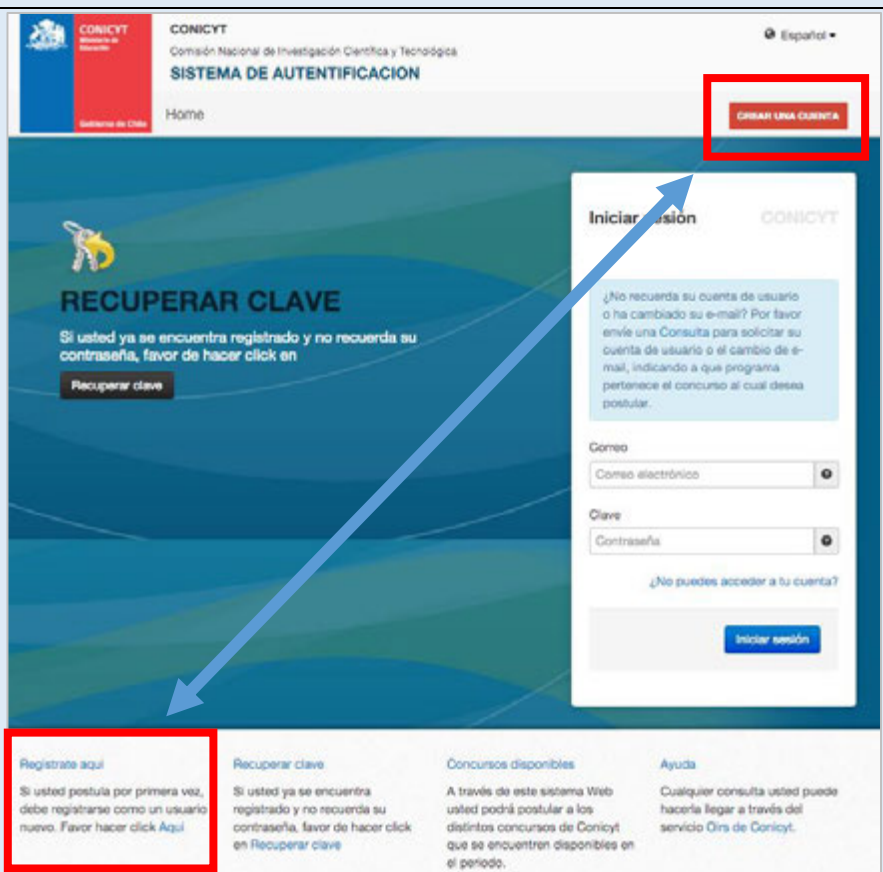 CONICYT
Ministerio de
Educación
Gobierno de Chile
CONICYT
Comisión Nacional de Investigación Científica y Tecnológica
SISTEMA DE AUTENTIFICACION
Español
Home
CREAR UNA CUENTA
RECUPERAR CLAVE
Si usted ya se encuentra registrado y no recuerda su
contraseña, favor de hacer click en
Recuperar clave
Iniciar sesión
CONICYT
¿No recuerda su cuenta de usuario
o ha cambiado su e-mail? Por favor
envíe una Consulta para solicitar su
cuenta de usuario o el cambio de e-
mail, indicando a que programa
pertenece el concurso al cual desea
postular.
Correo
Correo electrónico
Clave
Contraseña
¿No puedes acceder a tu cuenta?
Iniciar sesión
Registrate aquí
Si usted postula por primera vez,
debe registrarse como un usuario
nuevo. Favor hacer click Aquí
Recuperar clave
Si usted ya se encuentra
registrado y no recuerda su
contraseña, favor de hacer click
en Recuperar clave
Concursos disponibles
A través de este sistema Web
usted podrá postular a los
distintos concursos de Conicyt
que se encuentren disponibles en
el periodo.
Ayuda
Cualquier consulta usted puede
hacerla llegar a través del
servicio Oirs de Conicyt.